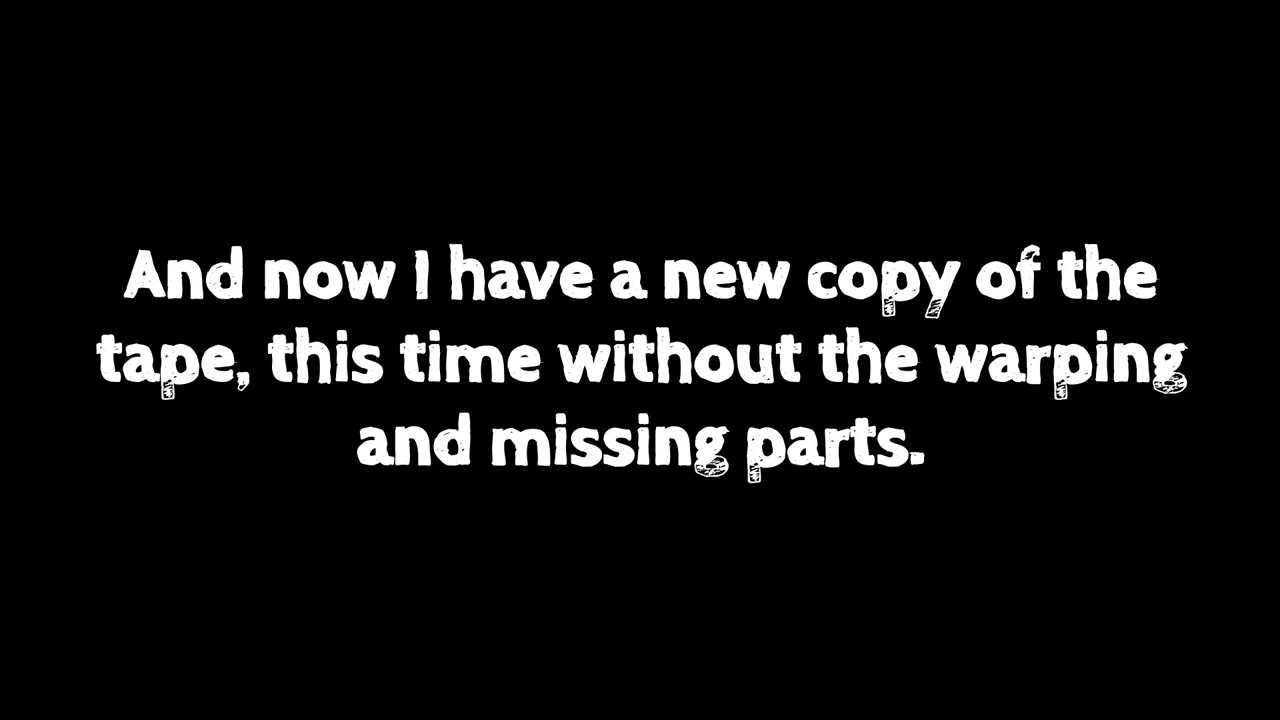 And now I have a new copy of the
tape, this time without the warping
and missing parts.